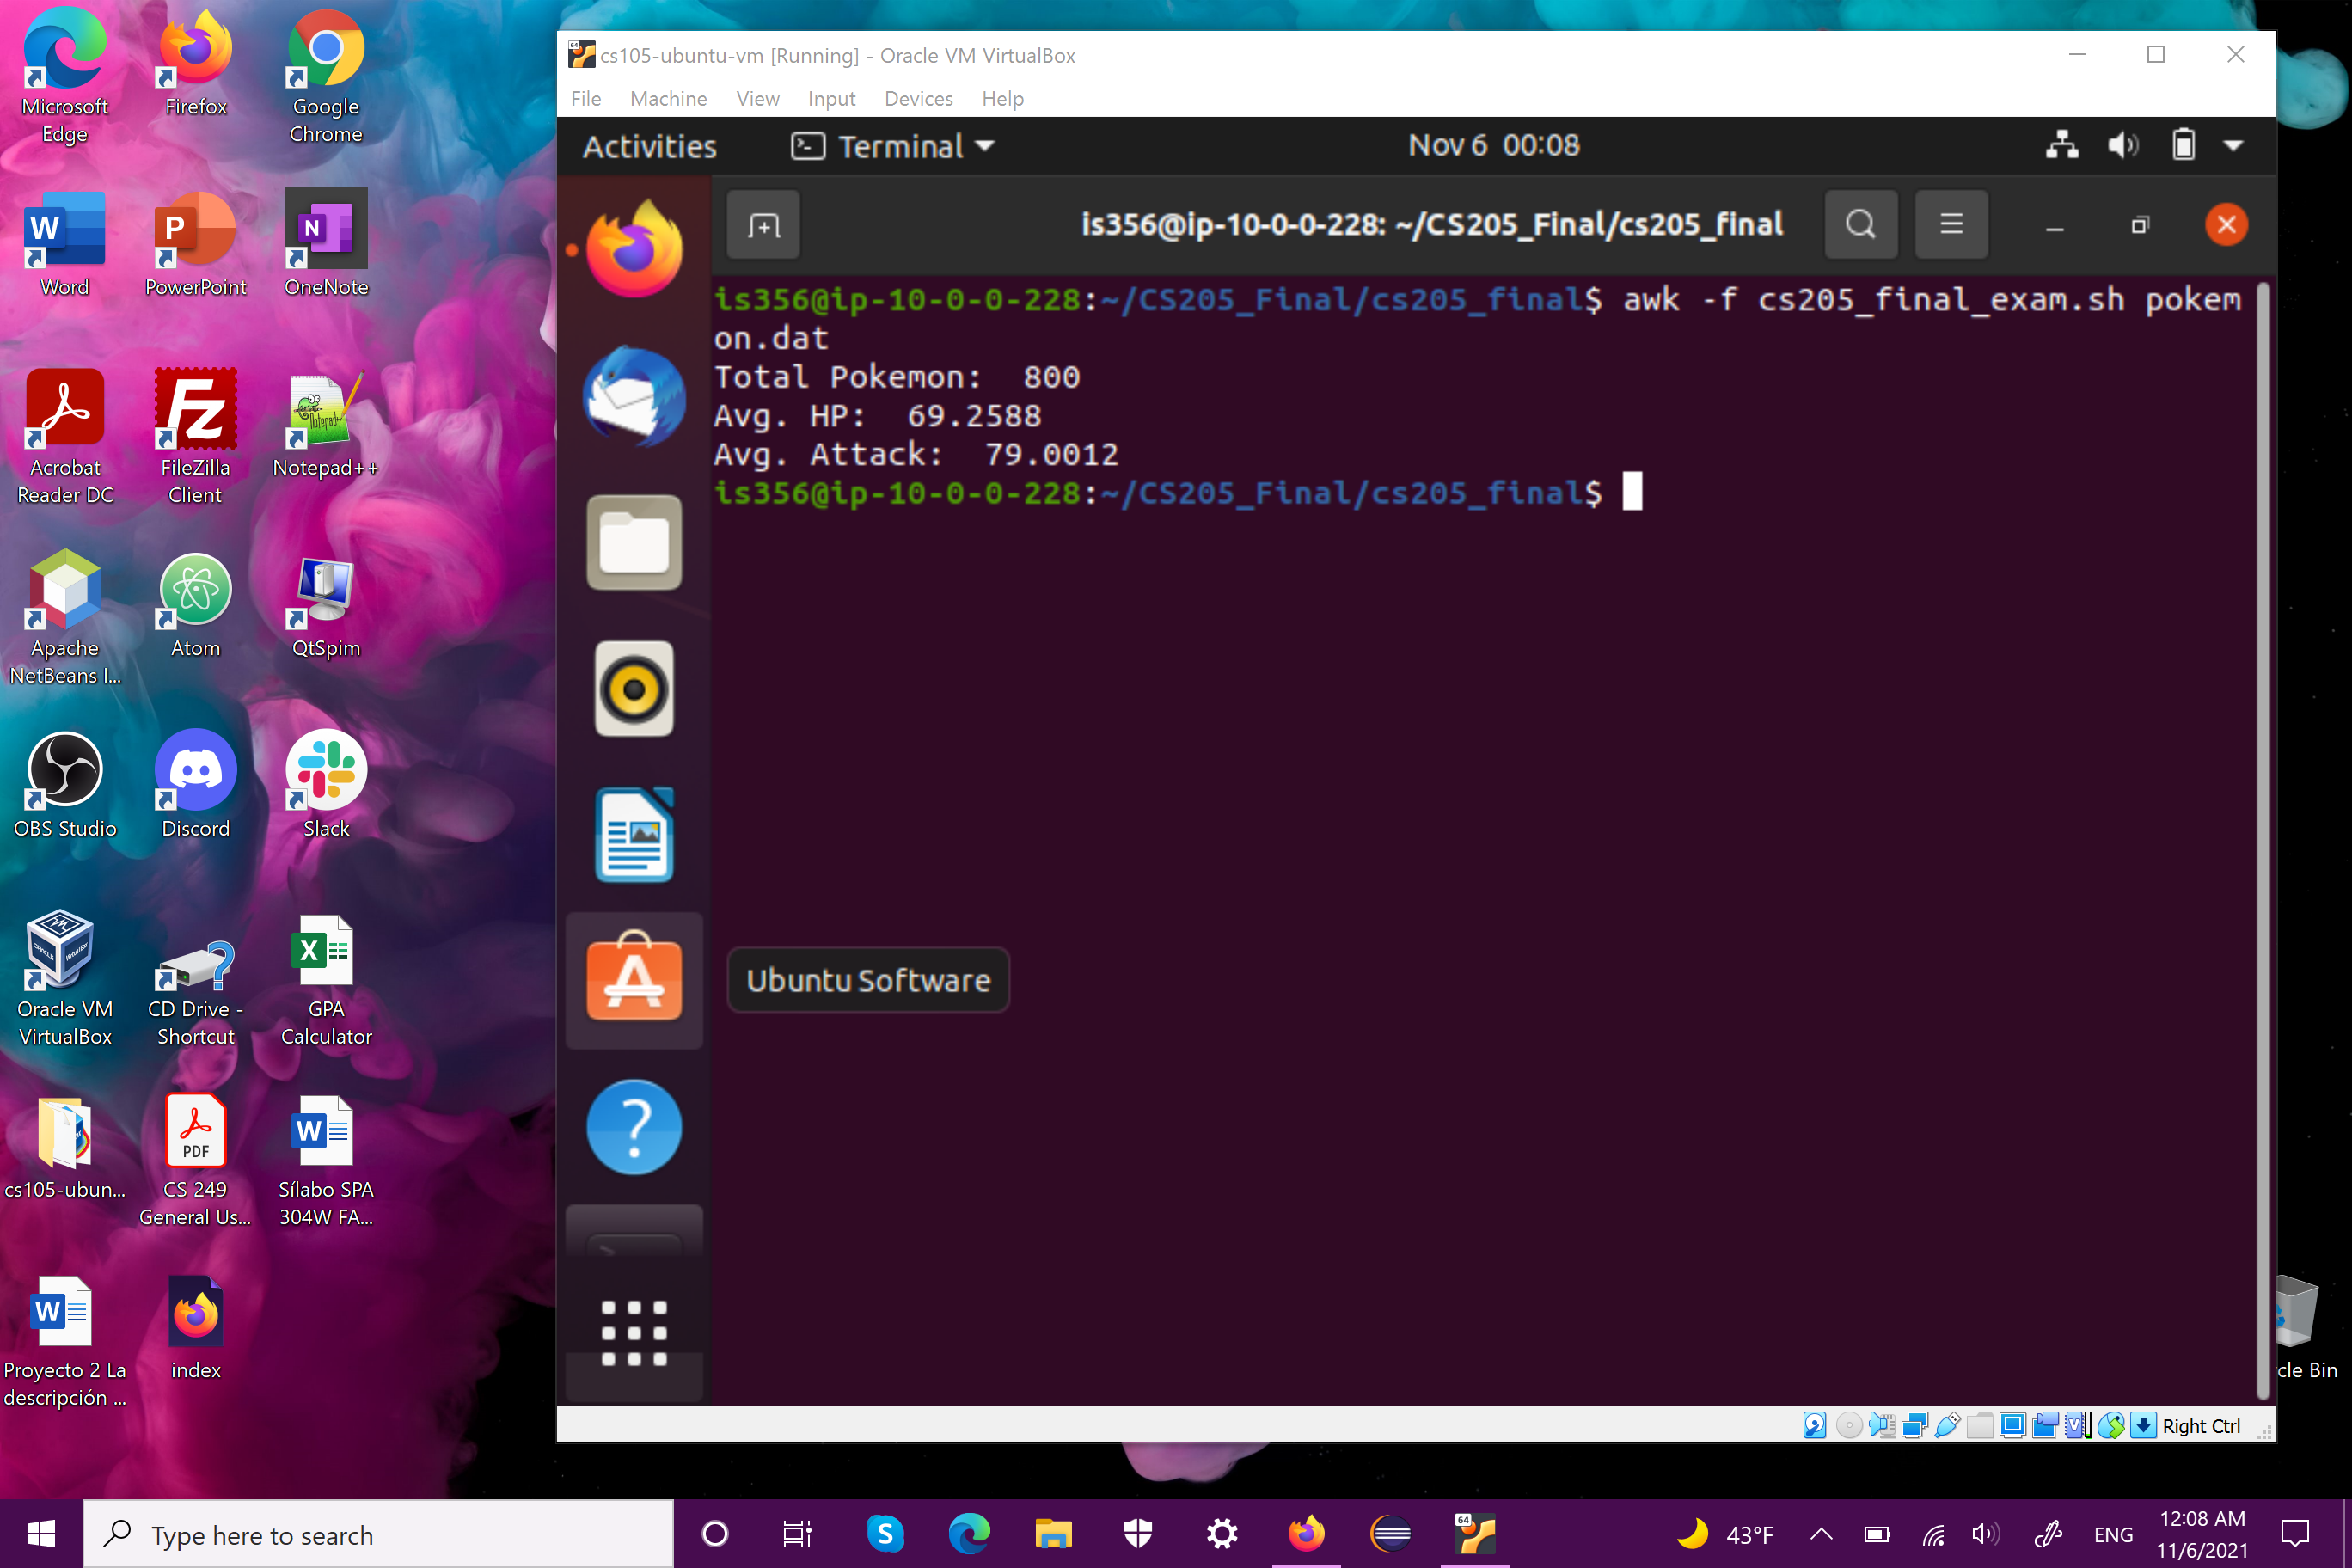 cs105-ubuntu-vm [Running] - Oracle VM VirtualBox
File Machine View Input Devices Help
Activities Terminal Nov 6 00:08
is356@ip-10-0-0-228: ~/CS205_Final/cs205_final
is356@ip-10-0-0-228:~/CS205_Final/cs205_final$ awk -f cs205_final_exam.sh pokem
on.dat
Total Pokemon:  800
Avg. HP:  69.2588
Avg. Attack:  79.0012
is356@ip-10-0-0-228:~/CS205_Final/cs205_final$
Ubuntu Software
Right Ctrl
Microsoft
Edge
Firefox
Google
Chrome
Word
PowerPoint
OneNote
Acrobat
Reader DC
FileZilla
Client
Notepad++
Apache
NetBeans I...
Atom
QtSpim
OBS Studio
Discord
Slack
Oracle VM
VirtualBox
CD Drive -
Shortcut
GPA
Calculator
cs105-ubun...
PDF
CS 249
General Us...
Sílabo SPA
304W FA...
Proyecto 2 La
descripción ...
index
cle Bin
Type here to search
43°F
ENG
12:08 AM
11/6/2021